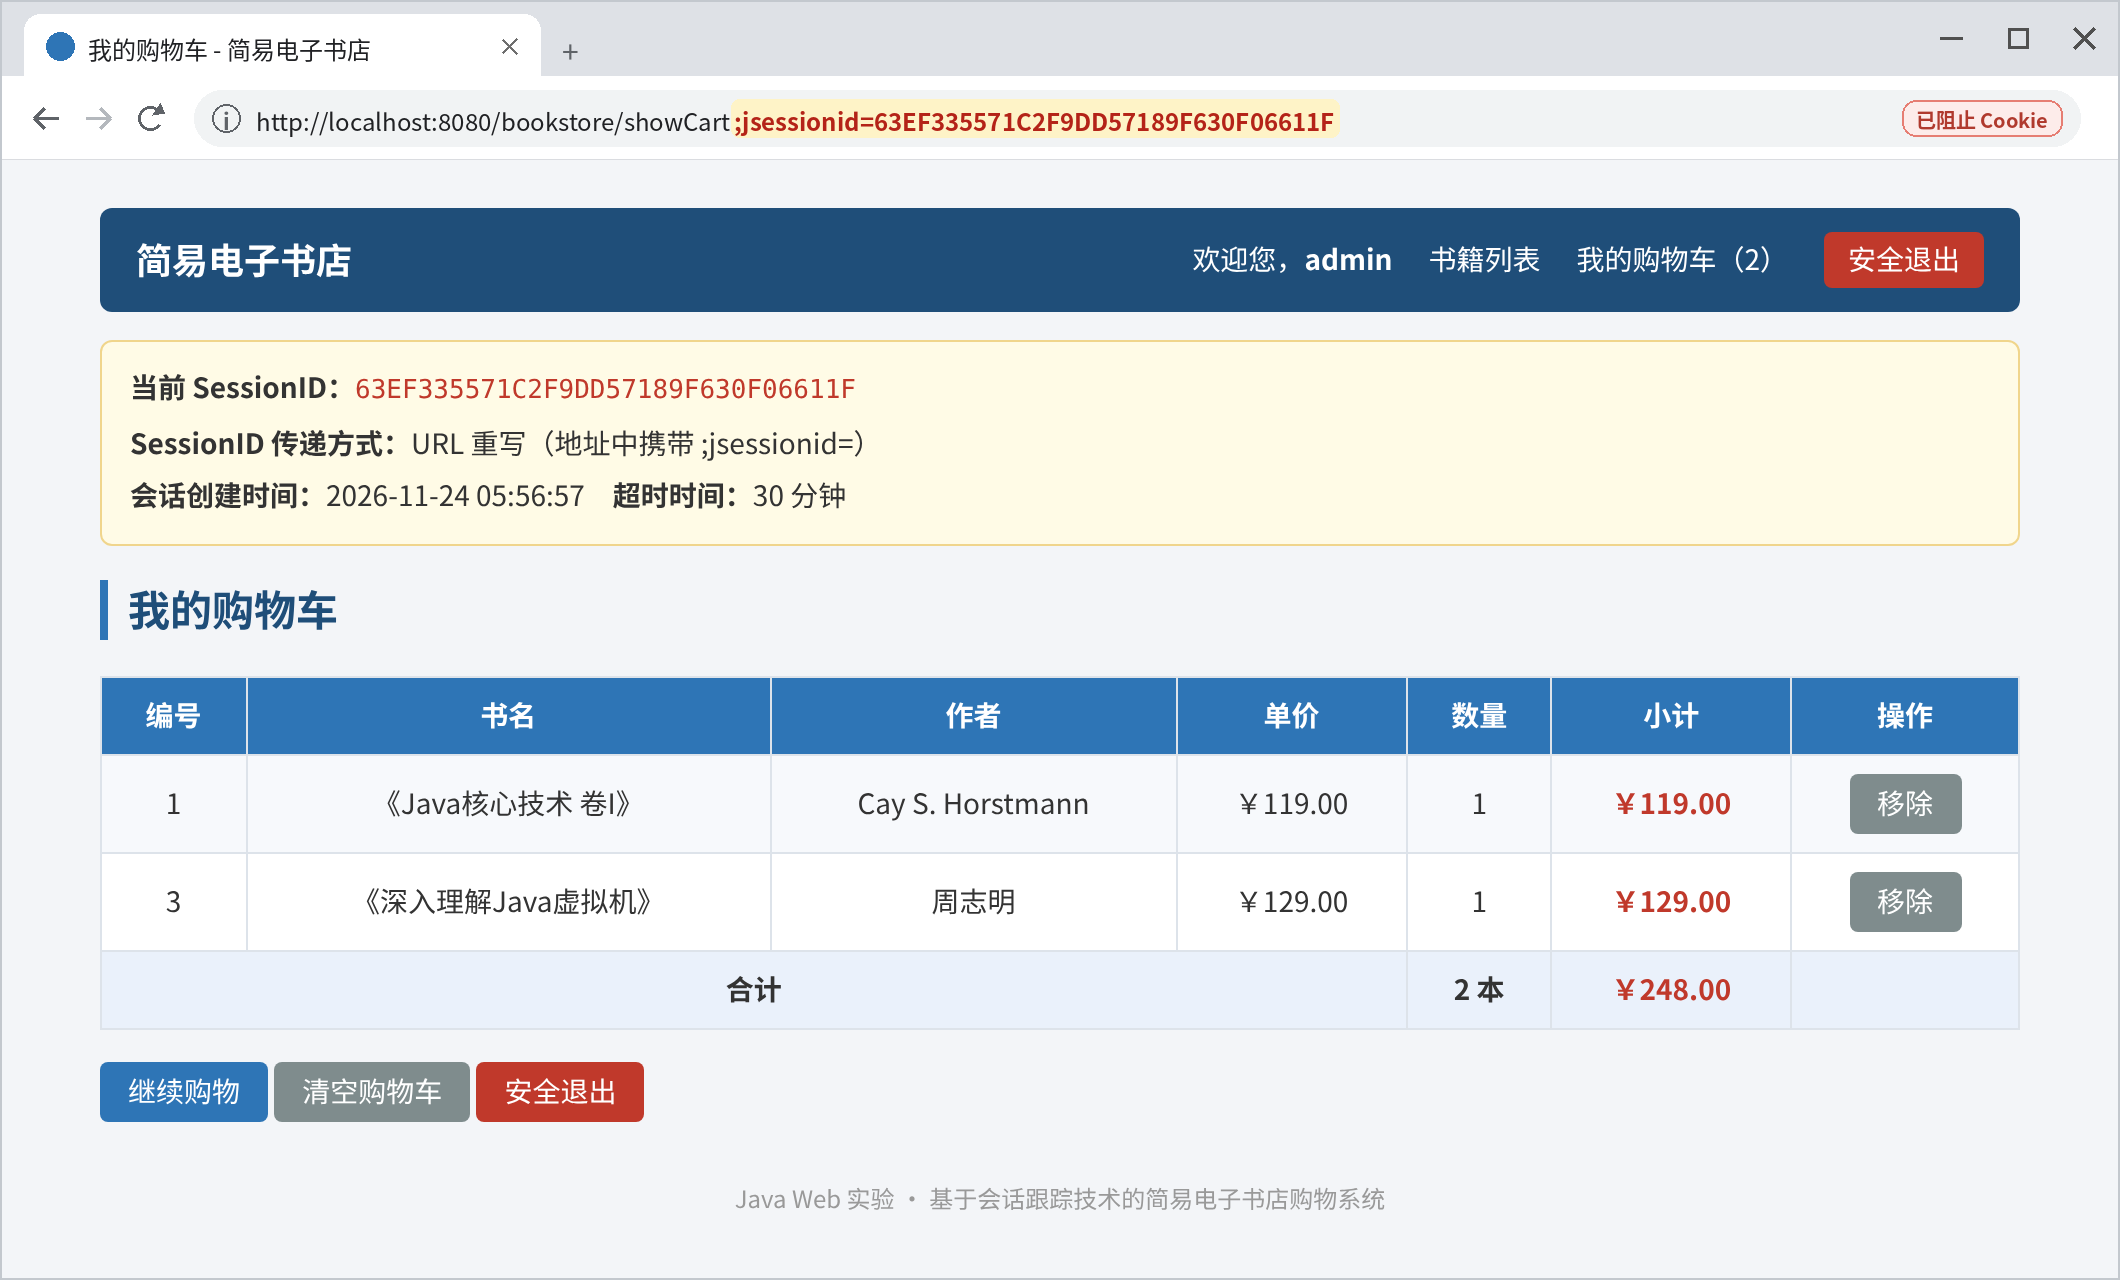 我的购物车 - 简易电子书店
http://localhost:8080/bookstore/showCart;jsessionid=63EF335571C2F9DD57189F630F06611F 已阻止 Cookie
简易电子书店 欢迎您，admin 书籍列表 我的购物车（2） 安全退出
当前 SessionID：63EF335571C2F9DD57189F630F06611F
SessionID 传递方式：URL 重写（地址中携带 ;jsessionid=）
会话创建时间：2026-11-24 05:56:57 超时时间：30 分钟
我的购物车
编号 书名 作者 单价 数量 小计 操作
1 《Java核心技术 卷I》 Cay S. Horstmann ￥119.00 1 ￥119.00 移除
3 《深入理解Java虚拟机》 周志明 ￥129.00 1 ￥129.00 移除
合计 2 本 ￥248.00
继续购物 清空购物车 安全退出
Java Web 实验 · 基于会话跟踪技术的简易电子书店购物系统